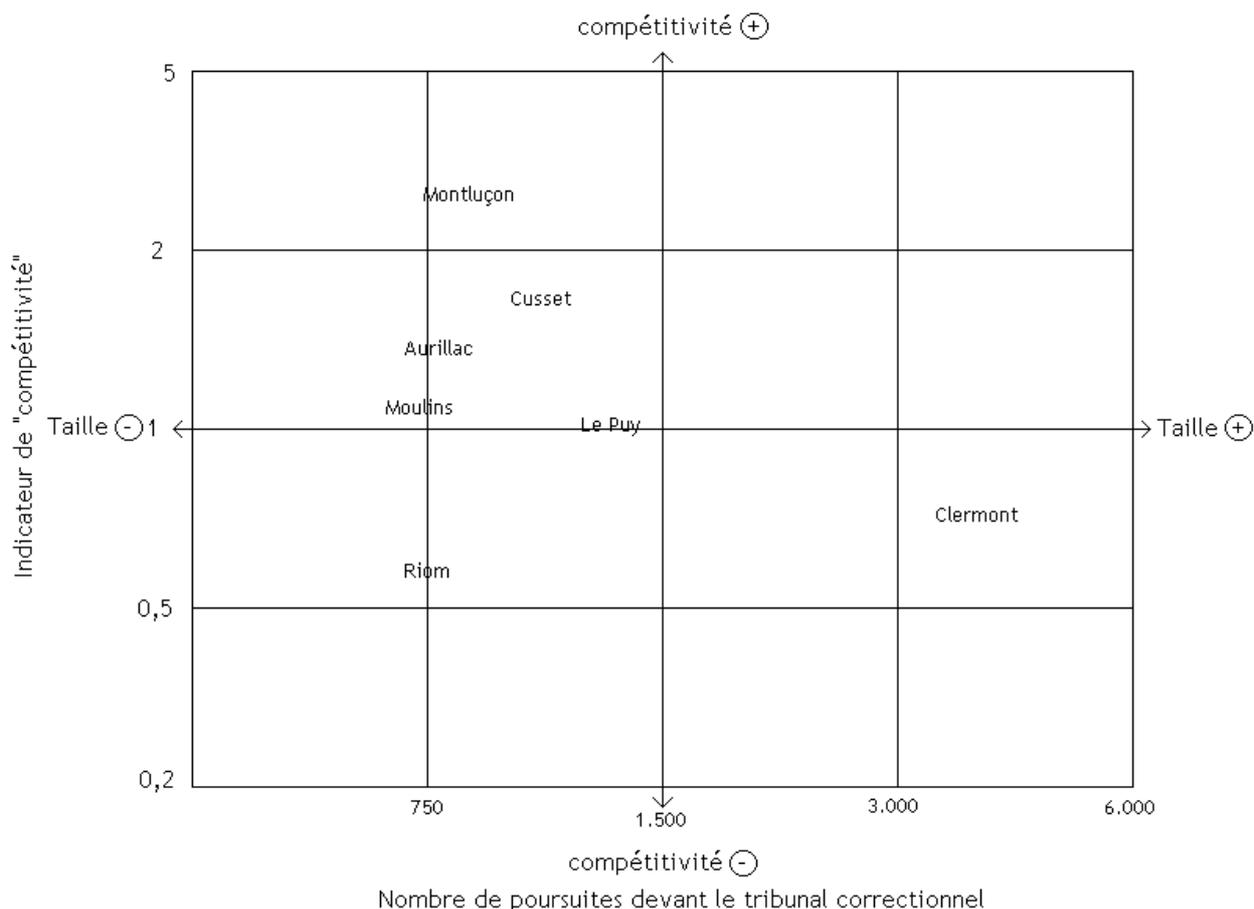 compétitivité +
5
Montluçon
2
Cusset
Aurillac
Moulins
Indicateur de "compétitivité"
Taille - 1
Le Puy
Taille +
Clermont
Riom
0,5
0,2
750
1.500
3.000
6.000
compétitivité -
Nombre de poursuites devant le tribunal correctionnel